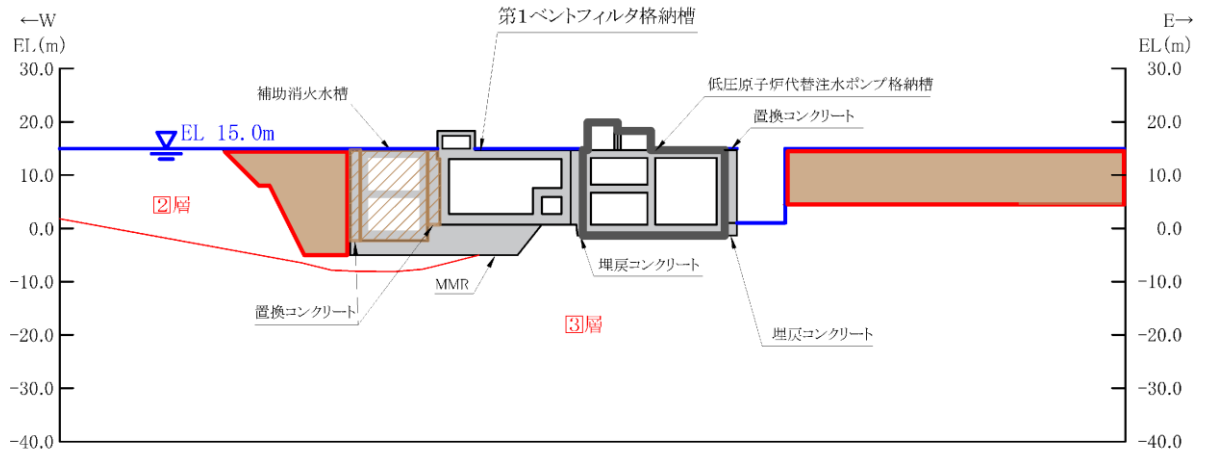 ←W
EL(m)
第1ベントフィルタ格納槽
E→
EL(m)
30.0
30.0
補助消火水槽
低圧原子炉代替注水ポンプ格納槽
置換コンクリート
20.0
20.0
EL 15.0m
10.0
10.0
②層
0.0
0.0
埋戻コンクリート
MMR
-10.0
-10.0
置換コンクリート
③層
埋戻コンクリート
-20.0
-20.0
-30.0
-30.0
-40.0
-40.0